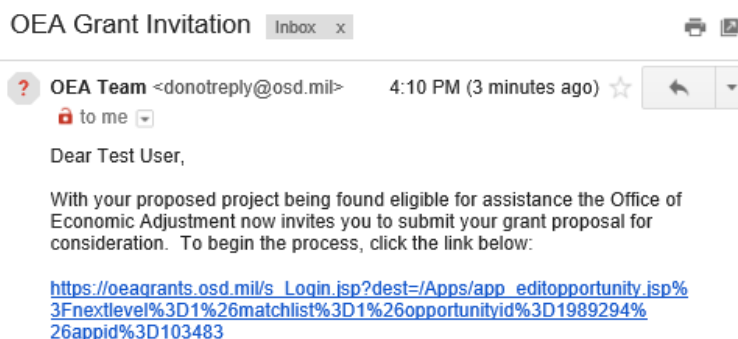 OEA Grant Invitation Inbox x
? OEA Team <donotreply@osd.mil> 4:10 PM (3 minutes ago)
to me
Dear Test User,
With your proposed project being found eligible for assistance the Office of
Economic Adjustment now invites you to submit your grant proposal for
consideration.  To begin the process, click the link below:
https://oeagrants.osd.mil/s_Login.jsp?dest=/Apps/app_editopportunity.jsp%
3Fnextlevel%3D1%26matchlist%3D1%26opportunityid%3D1989294%
26appid%3D103483